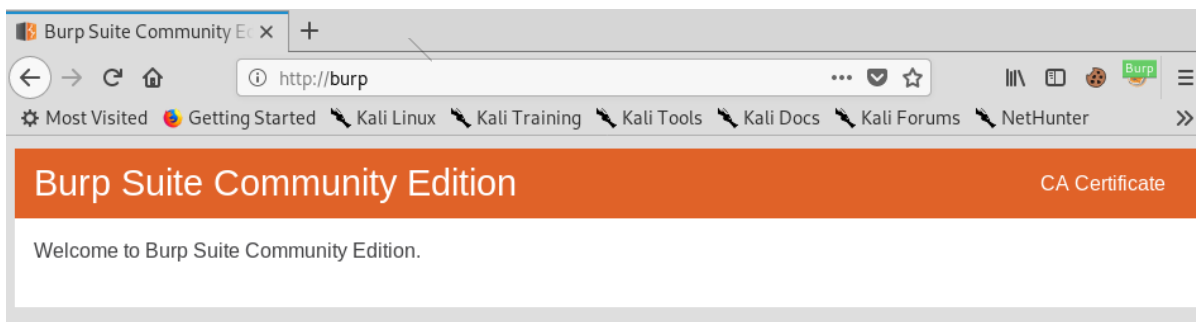 Burp Suite Community Ec
http://burp
Burp
Most Visited Getting Started Kali Linux Kali Training Kali Tools Kali Docs Kali Forums NetHunter
Burp Suite Community Edition CA Certificate
Welcome to Burp Suite Community Edition.